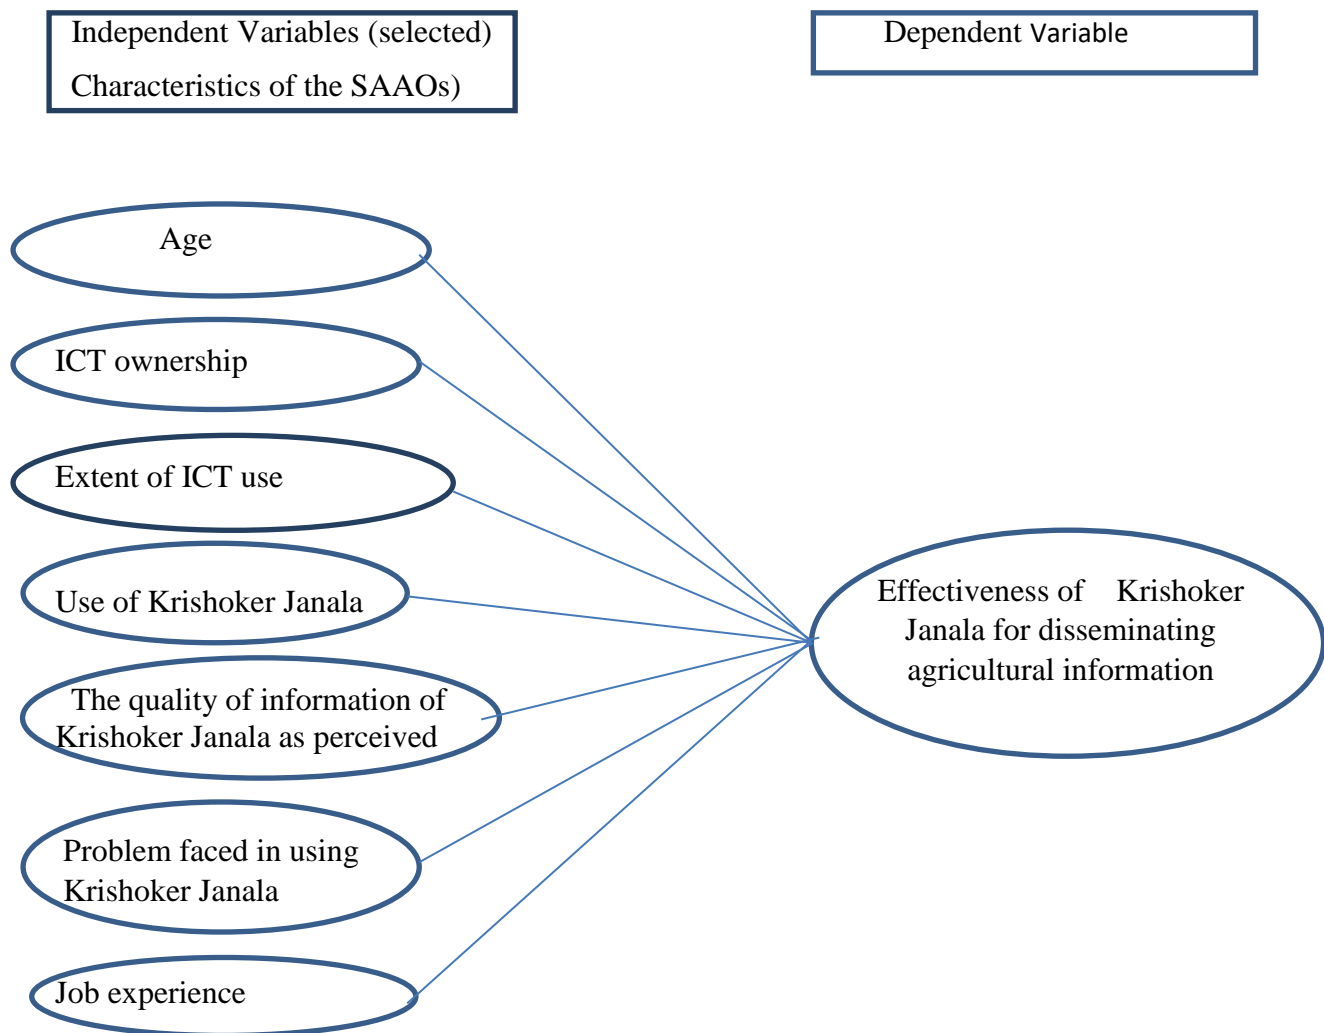 Independent Variables (selected)
Characteristics of the SAAOs)
Dependent Variable
Age
ICT ownership
Extent of ICT use
Use of Krishoker Janala
The quality of information of
Krishoker Janala as perceived
Problem faced in using
Krishoker Janala
Job experience
Effectiveness of Krishoker
Janala for disseminating
agricultural information